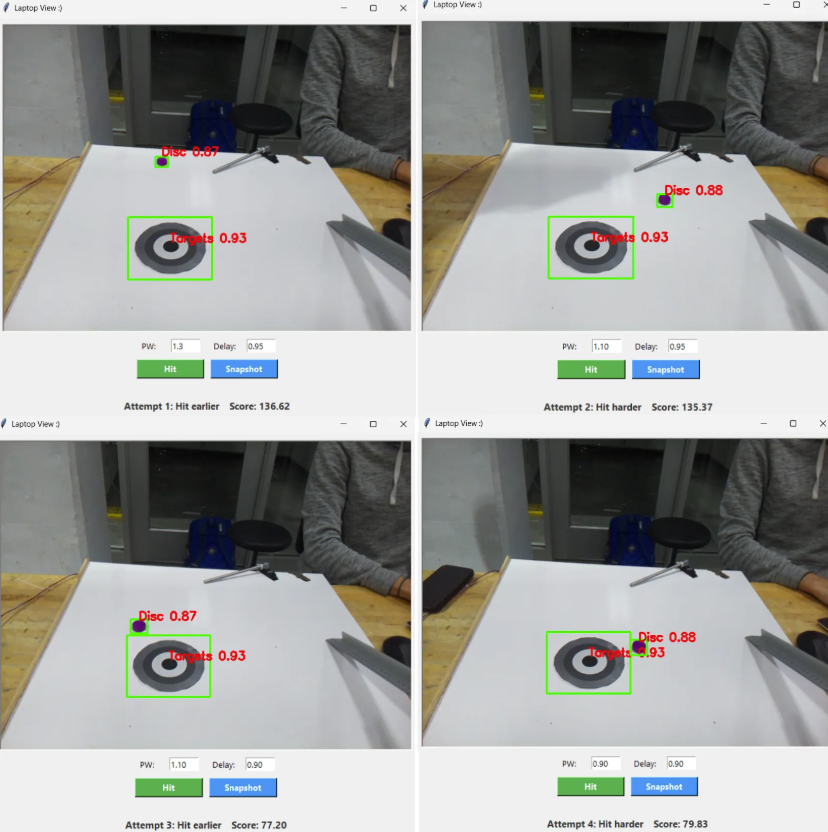 Laptop View :)
Disc 0.87
Targets 0.93
PW: 1.3 Delay: 0.95
Hit Snapshot
Attempt 1: Hit earlier Score: 136.62
Laptop View :)
Disc 0.88
Targets 0.93
PW: 1.10 Delay: 0.95
Hit Snapshot
Attempt 2: Hit harder Score: 135.37
Laptop View :)
Disc 0.87
Targets 0.93
PW: 1.10 Delay: 0.90
Hit Snapshot
Attempt 3: Hit earlier Score: 77.20
Laptop View :)
Disc 0.88
Targets 0.93
PW: 0.90 Delay: 0.90
Hit Snapshot
Attempt 4: Hit harder Score: 79.83